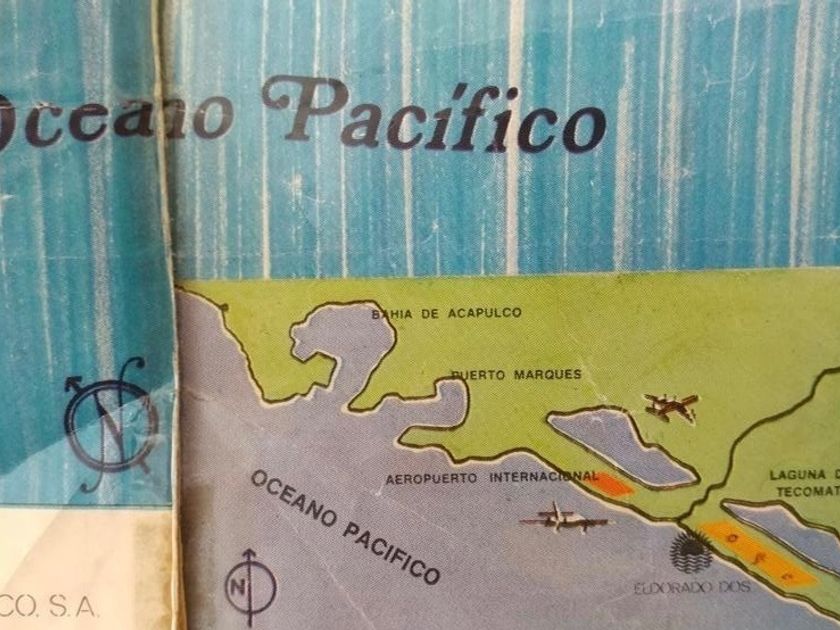 Oceano Pacífico
BAHIA DE ACAPULCO
PUERTO MARQUES
AEROPUERTO INTERNACIONAL
LAGUNA D
TECOMAT
OCEANO PACIFICO
N
N
ELDORADO DOS
CO. S.A.